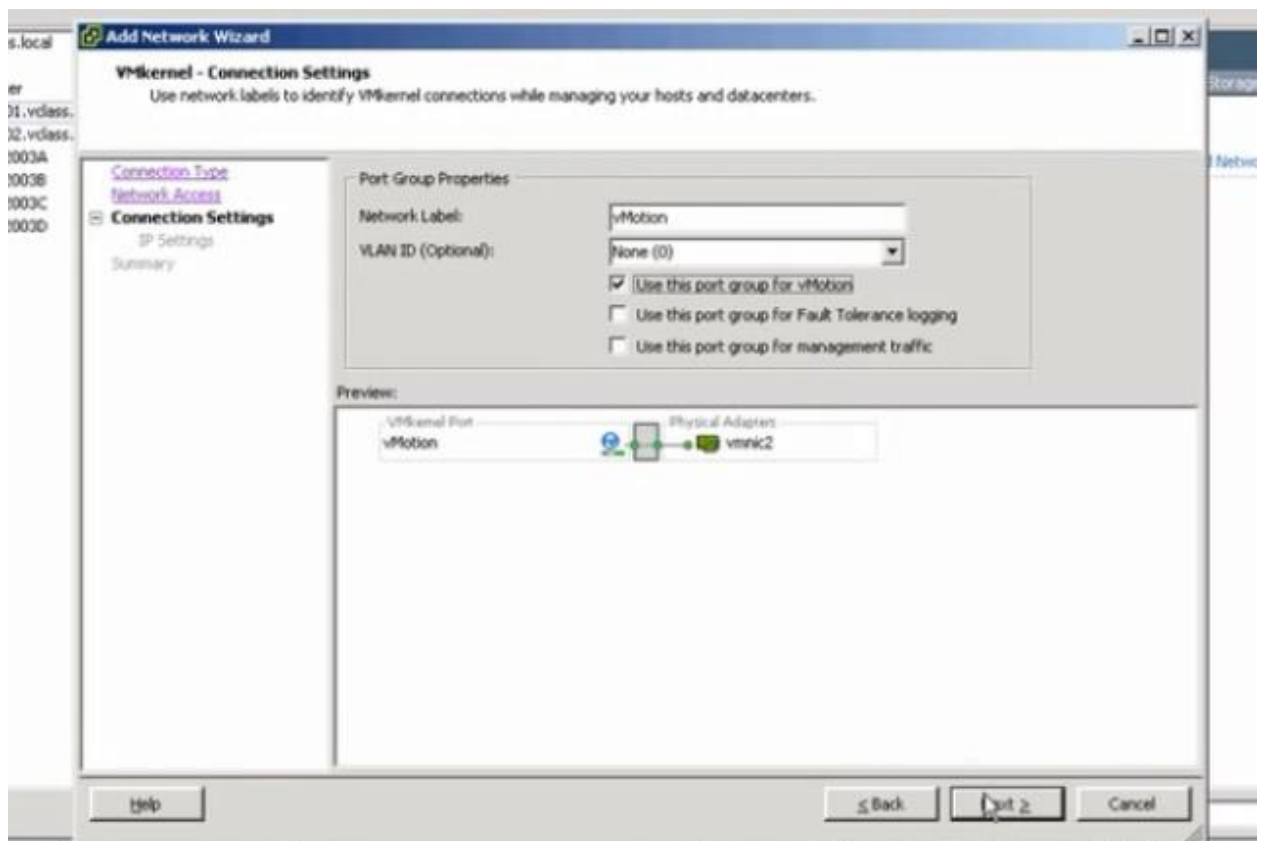 s.local
Add Network Wizard
VMkernel - Connection Settings
Use network labels to identify VMkernel connections while managing your hosts and datacenters.
er
01.vclass.
02.vclass.
2003A
2003B
2003C
2003D
Storage
d Netwo
Connection Type
Network Access
Connection Settings
IP Settings
Summary
Port Group Properties
Network Label:
vMotion
VLAN ID (Optional):
None (0)
Use this port group for vMotion
Use this port group for Fault Tolerance logging
Use this port group for management traffic
Preview:
VMkernel Port
vMotion
Physical Adapters
vmnic2
Help
< Back
Next >
Cancel